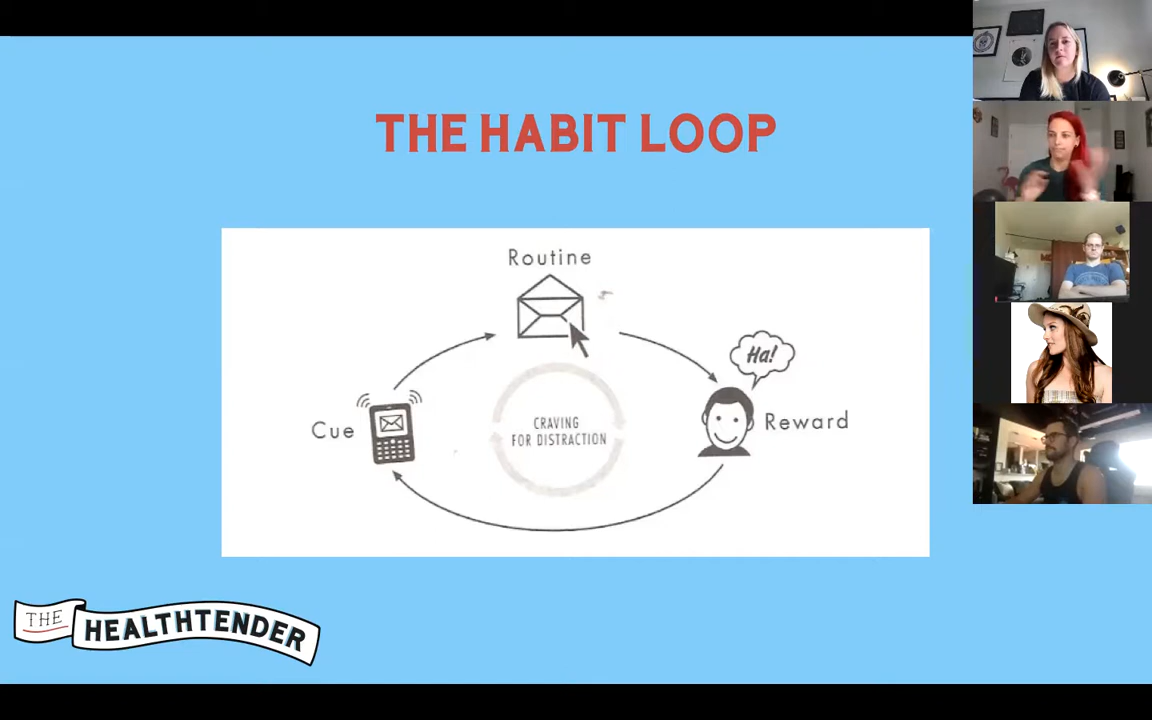 THE HABIT LOOP
Routine
Ha!
Cue
CRAVING
FOR DISTRACTION
Reward
THE
HEALTHTENDER